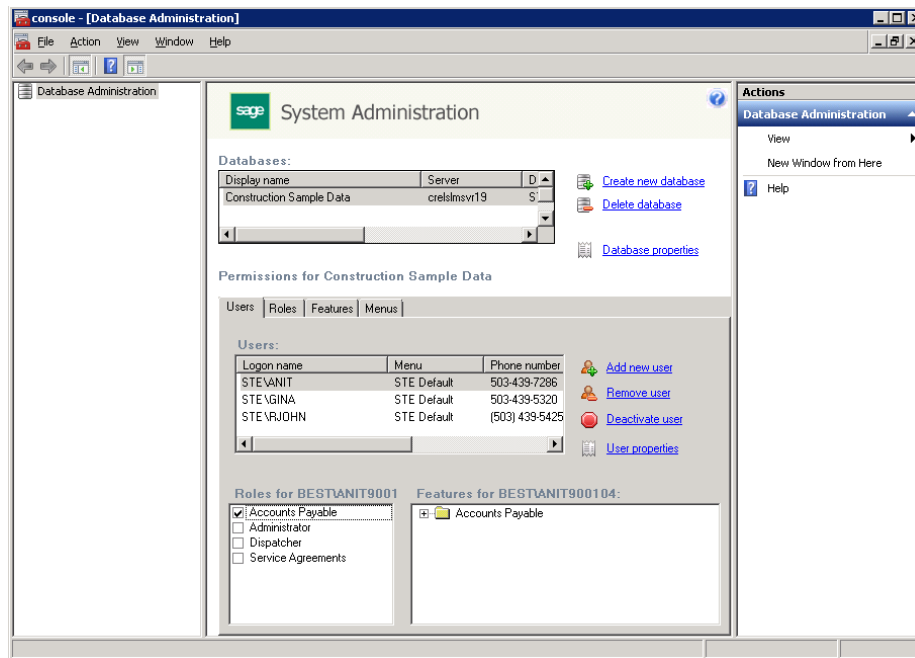 console - [Database Administration]
File Action View Window Help
Database Administration
sage System Administration
Databases:
Display name Server D
Construction Sample Data crelslmsvr19
Create new database
Delete database
Database properties
Permissions for Construction Sample Data
Users Roles Features Menus
Users:
Logon name Menu Phone number
STE\ANIT STE Default 503-439-7286
STE\GINA STE Default 503-439-5320
STE\RJOHN STE Default (503) 439-5425
Add new user
Remove user
Deactivate user
User properties
Roles for BEST\ANIT9001
Accounts Payable
Administrator
Dispatcher
Service Agreements
Features for BEST\ANIT900104:
Accounts Payable
Actions
Database Administration
View
New Window from Here
Help